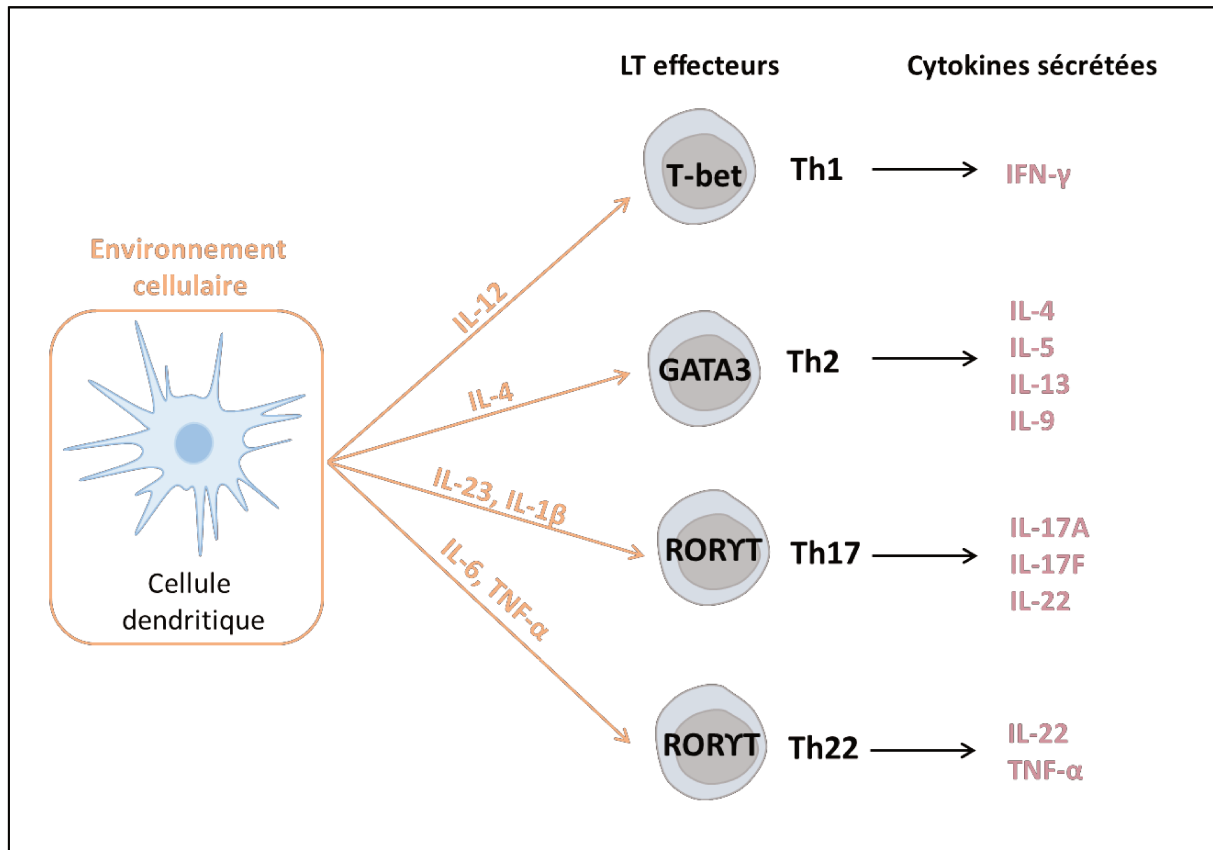 LT effecteurs
Cytokines sécrétées
Environnement
cellulaire
Cellule
dendritique
IL-12
T-bet
Th1
IFN-γ
IL-4
GATA3
Th2
IL-4
IL-5
IL-13
IL-9
IL-23, IL-1β
RORΥT
Th17
IL-17A
IL-17F
IL-22
IL-6, TNF-α
RORΥT
Th22
IL-22
TNF-α